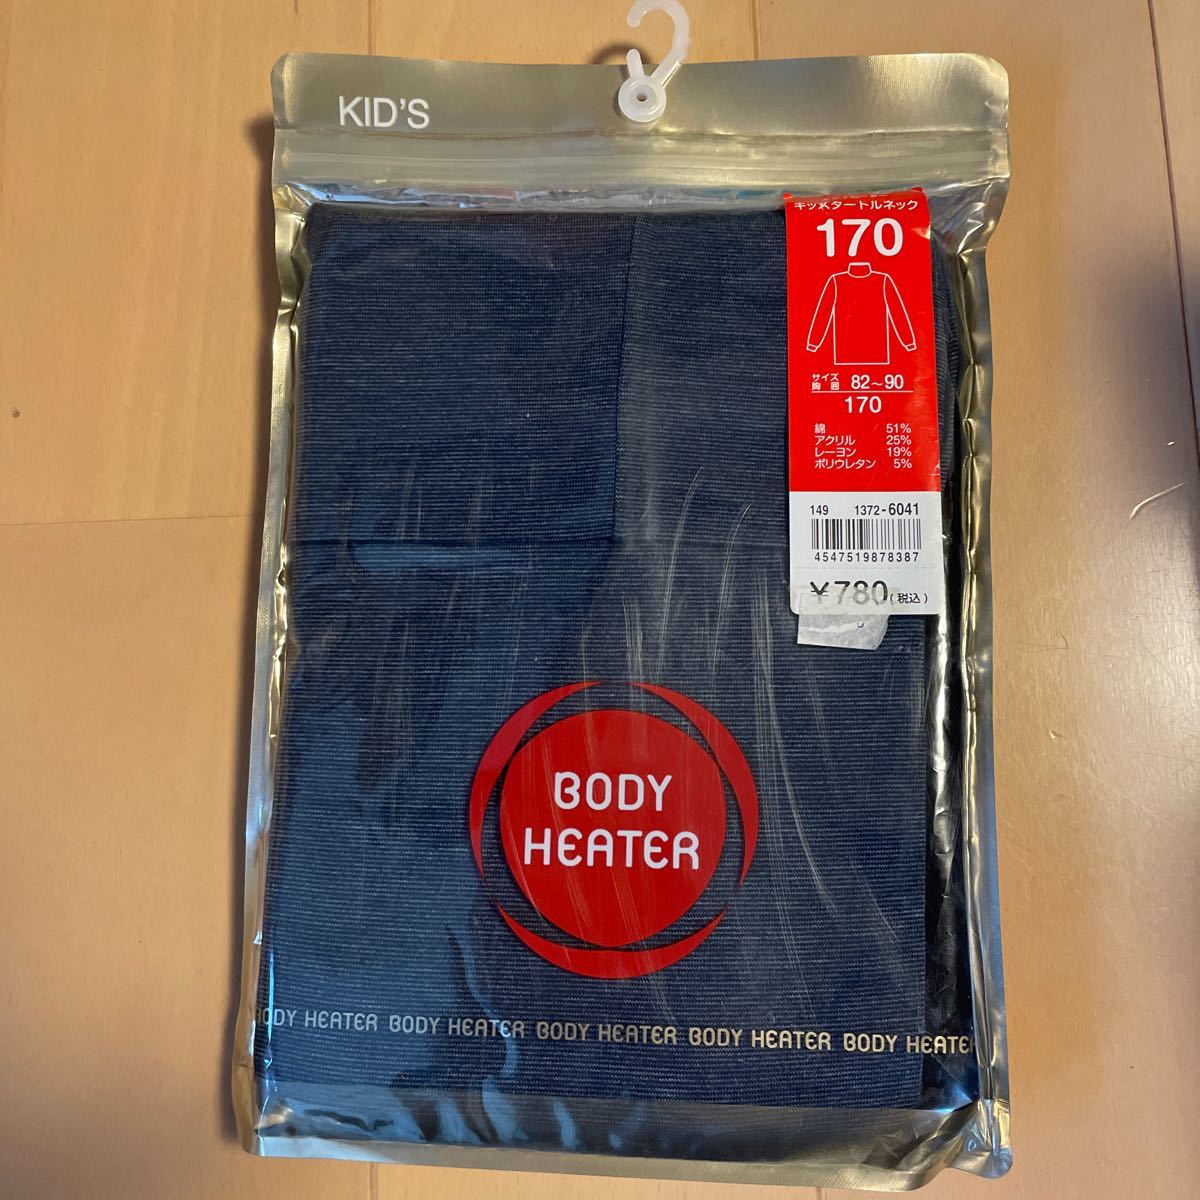 KID'S
キッズタートルネック
170
サイズ
胸囲 82〜90
170
綿 51%
アクリル 25%
レーヨン 19%
ポリウレタン 5%
149 1372-6041
4547519878387
¥780(税込)
BODY
HEATER
BODY HEATER BODY HEATER BODY HEATER BODY HEATER BODY HEATER